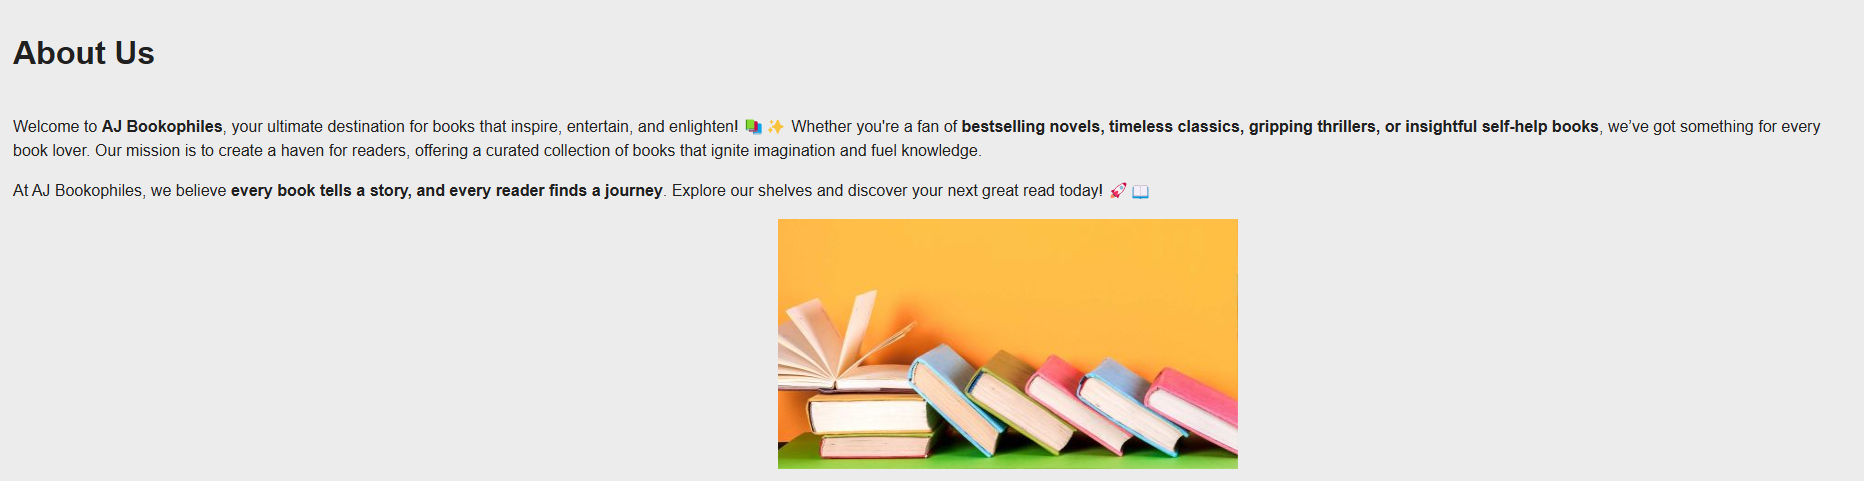 About Us
Welcome to AJ Bookophiles, your ultimate destination for books that inspire, entertain, and enlighten! 📚 ✨ Whether you're a fan of bestselling novels, timeless classics, gripping thrillers, or insightful self-help books, we’ve got something for every
book lover. Our mission is to create a haven for readers, offering a curated collection of books that ignite imagination and fuel knowledge.
At AJ Bookophiles, we believe every book tells a story, and every reader finds a journey. Explore our shelves and discover your next great read today! 🚀 📖